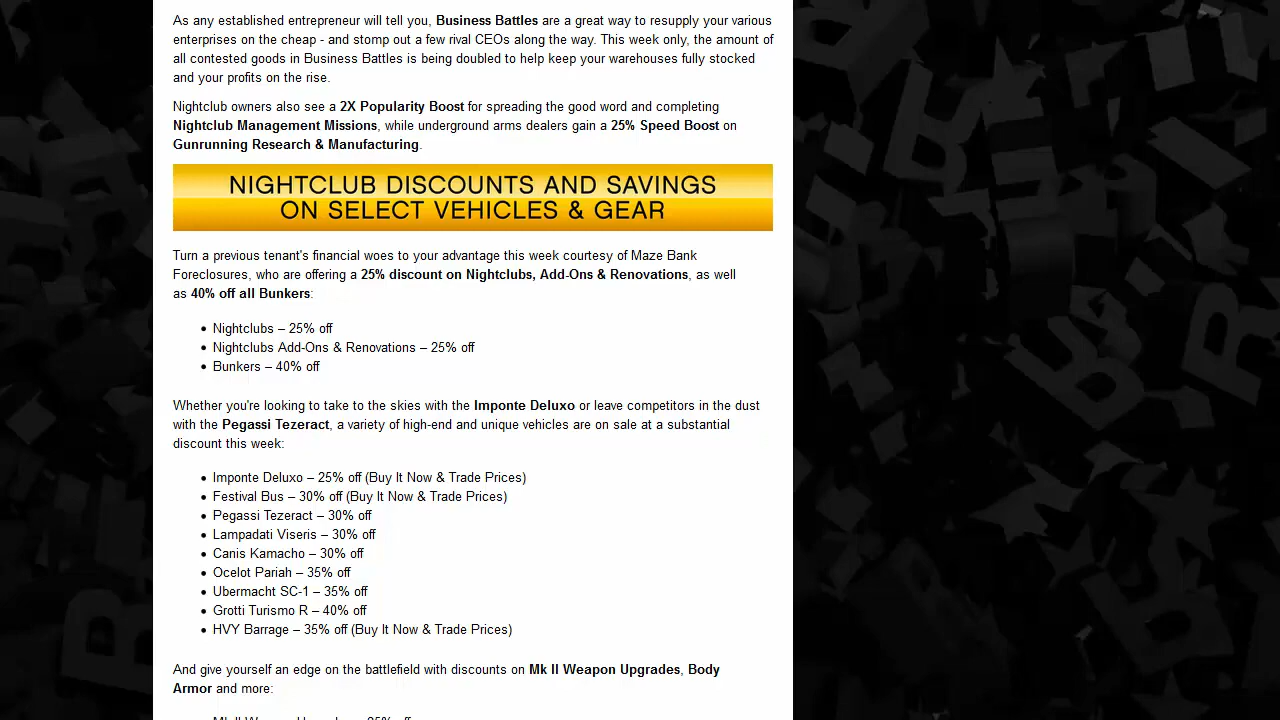 As any established entrepreneur will tell you, Business Battles are a great way to resupply your various
enterprises on the cheap - and stomp out a few rival CEOs along the way. This week only, the amount of
all contested goods in Business Battles is being doubled to help keep your warehouses fully stocked
and your profits on the rise.
Nightclub owners also see a 2X Popularity Boost for spreading the good word and completing
Nightclub Management Missions, while underground arms dealers gain a 25% Speed Boost on
Gunrunning Research & Manufacturing.
NIGHTCLUB DISCOUNTS AND SAVINGS
ON SELECT VEHICLES & GEAR
Turn a previous tenant's financial woes to your advantage this week courtesy of Maze Bank
Foreclosures, who are offering a 25% discount on Nightclubs, Add-Ons & Renovations, as well
as 40% off all Bunkers:
• Nightclubs – 25% off
• Nightclubs Add-Ons & Renovations – 25% off
• Bunkers – 40% off
Whether you're looking to take to the skies with the Imponte Deluxo or leave competitors in the dust
with the Pegassi Tezeract, a variety of high-end and unique vehicles are on sale at a substantial
discount this week:
• Imponte Deluxo – 25% off (Buy It Now & Trade Prices)
• Festival Bus – 30% off (Buy It Now & Trade Prices)
• Pegassi Tezeract – 30% off
• Lampadati Viseris – 30% off
• Canis Kamacho – 30% off
• Ocelot Pariah – 35% off
• Ubermacht SC-1 – 35% off
• Grotti Turismo R – 40% off
• HVY Barrage – 35% off (Buy It Now & Trade Prices)
And give yourself an edge on the battlefield with discounts on Mk II Weapon Upgrades, Body
Armor and more: